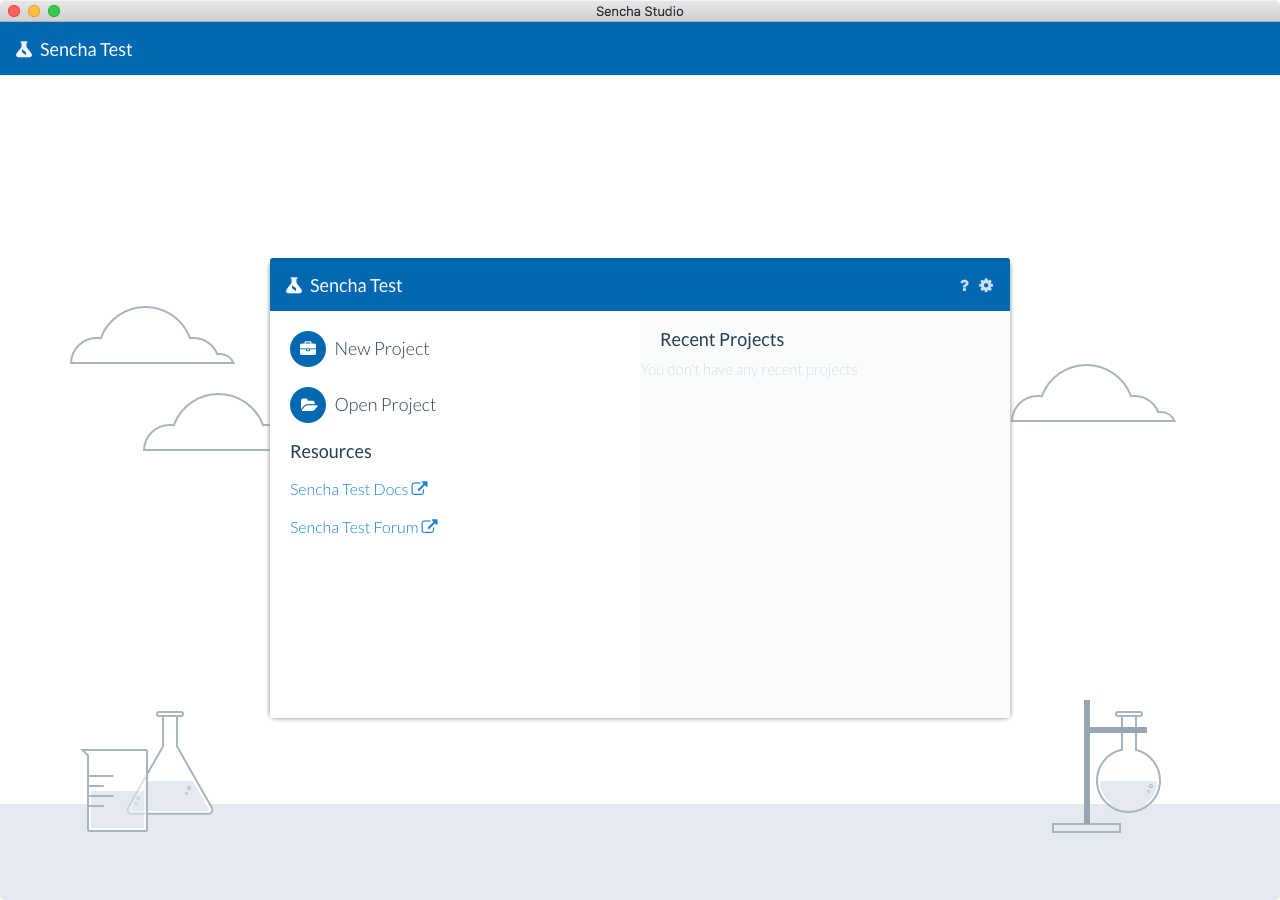 Sencha Studio
Sencha Test
Sencha Test
?
New Project
Open Project
Resources
Sencha Test Docs
Sencha Test Forum
Recent Projects
You don't have any recent projects